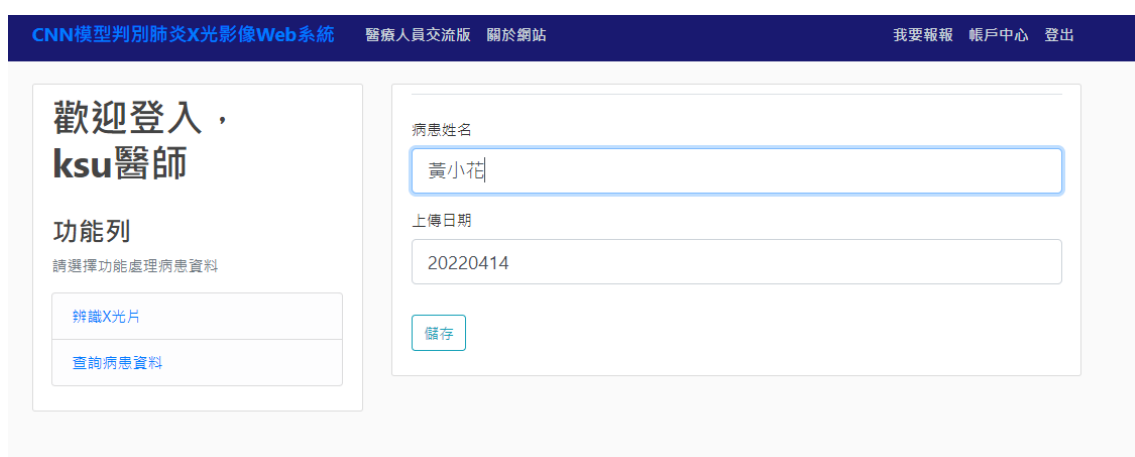 CNN模型判別肺炎X光影像Web系統 醫療人員交流版 關於網站 我要報報 帳戶中心 登出
歡迎登入，
ksu醫師
功能列
請選擇功能處理病患資料
辨識X光片
查詢病患資料
病患姓名
黃小花
上傳日期
20220414
儲存